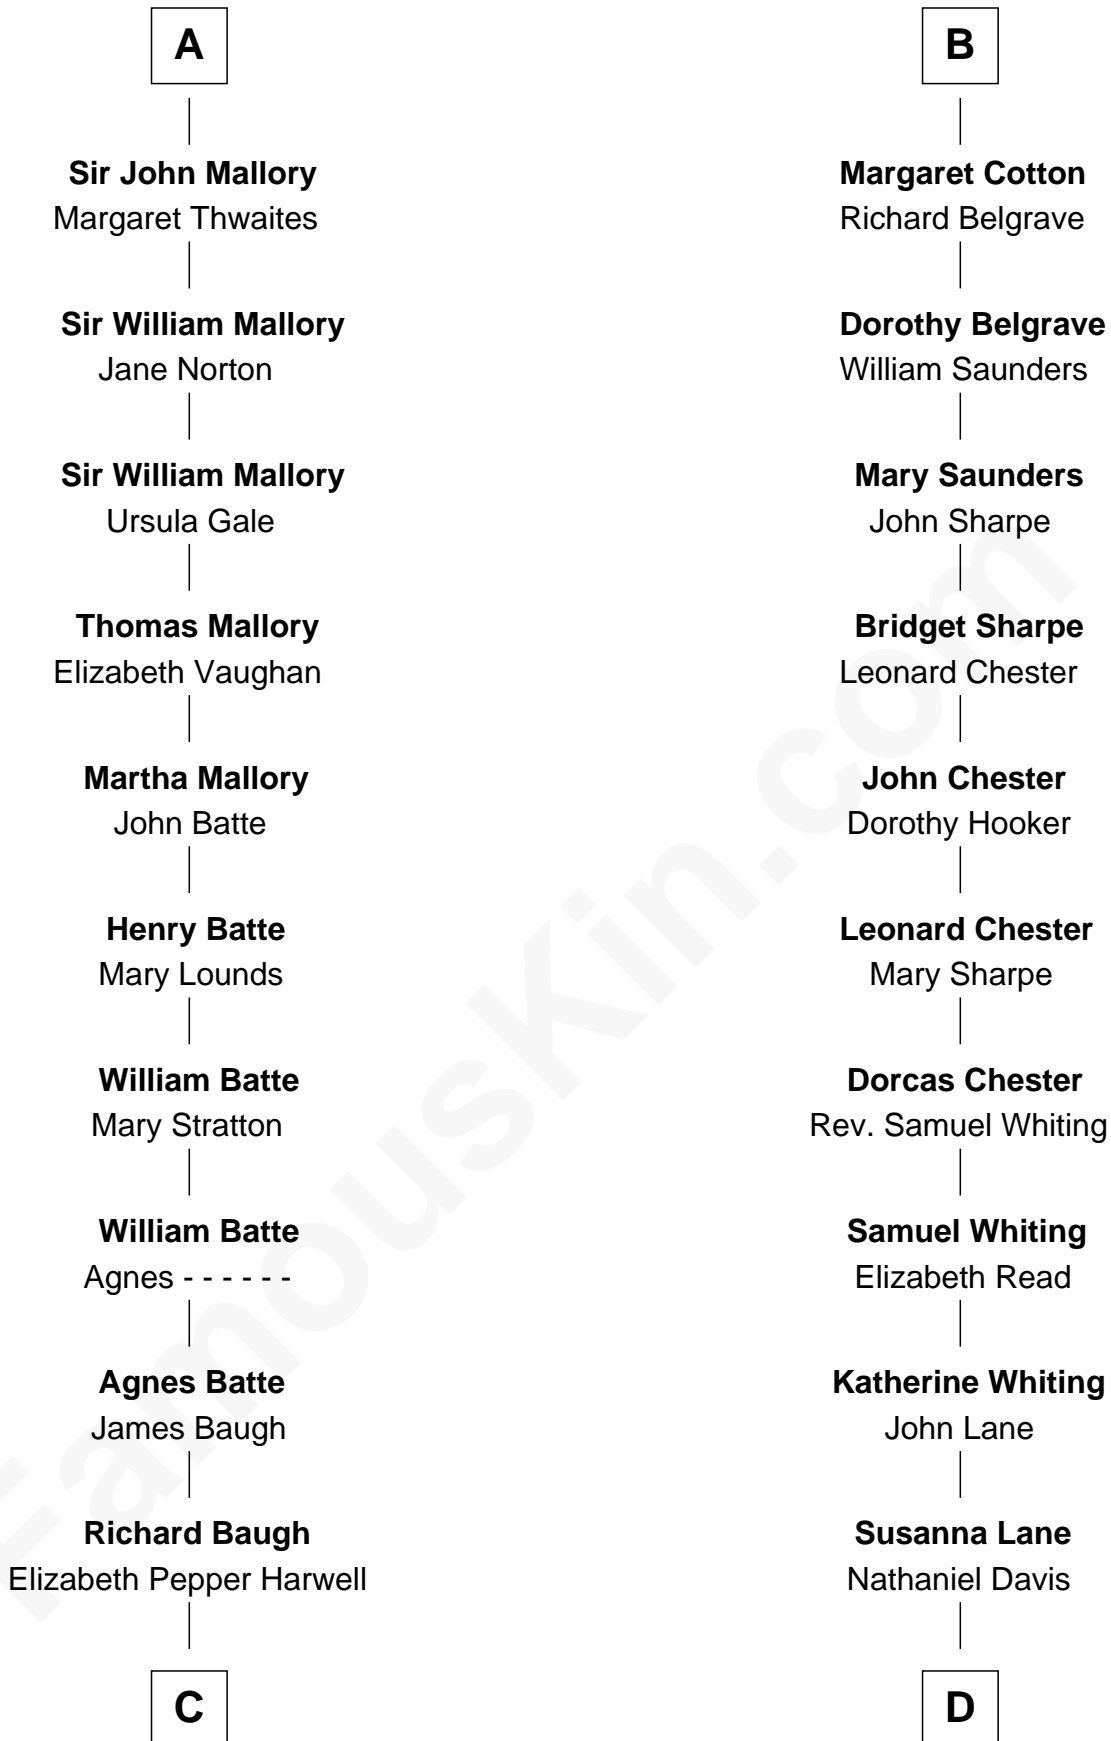 A
Sir John Mallory
Margaret Thwaites
Sir William Mallory
Jane Norton
Sir William Mallory
Ursula Gale
Thomas Mallory
Elizabeth Vaughan
Martha Mallory
John Batte
Henry Batte
Mary Lounds
William Batte
Mary Stratton
William Batte
Agnes - - - - - -
Agnes Batte
James Baugh
Richard Baugh
Elizabeth Pepper Harwell
C
B
Margaret Cotton
Richard Belgrave
Dorothy Belgrave
William Saunders
Mary Saunders
John Sharpe
Bridget Sharpe
Leonard Chester
John Chester
Dorothy Hooker
Leonard Chester
Mary Sharpe
Dorcas Chester
Rev. Samuel Whiting
Samuel Whiting
Elizabeth Read
Katherine Whiting
John Lane
Susanna Lane
Nathaniel Davis
D
FamousKin.com